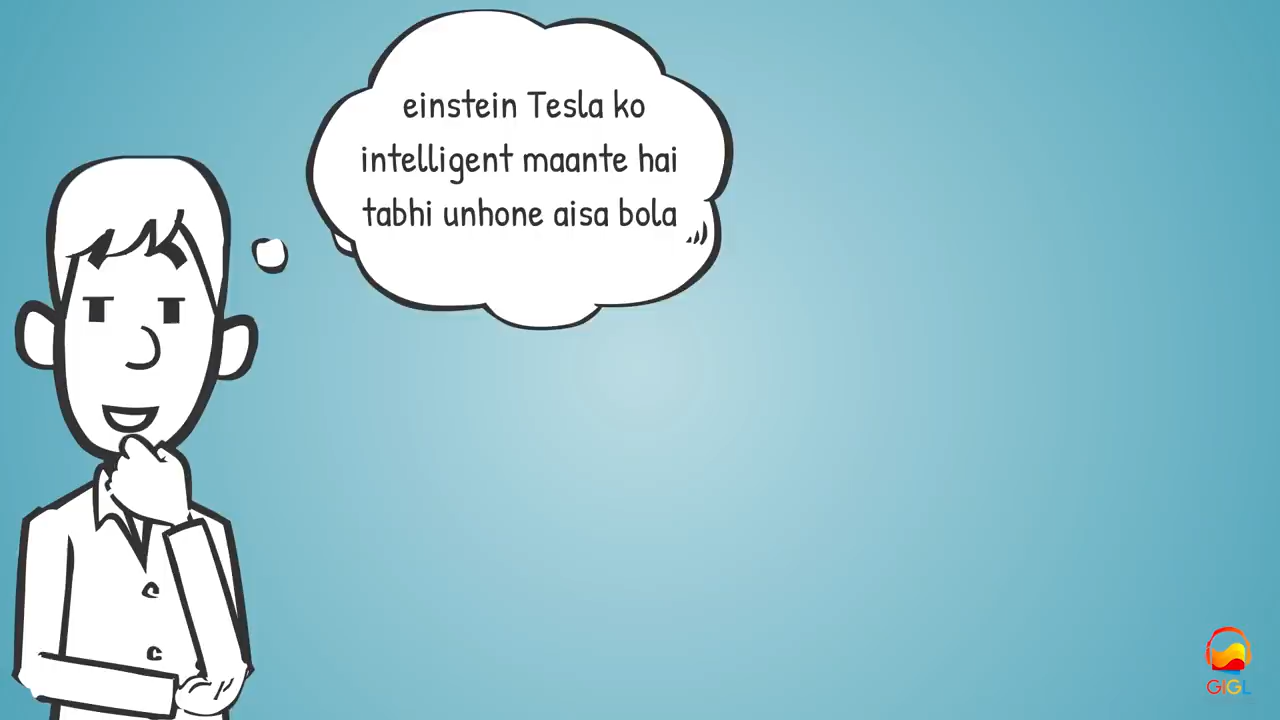 einstein Tesla ko
intelligent maante hai
tabhi unhone aisa bola
GIGL